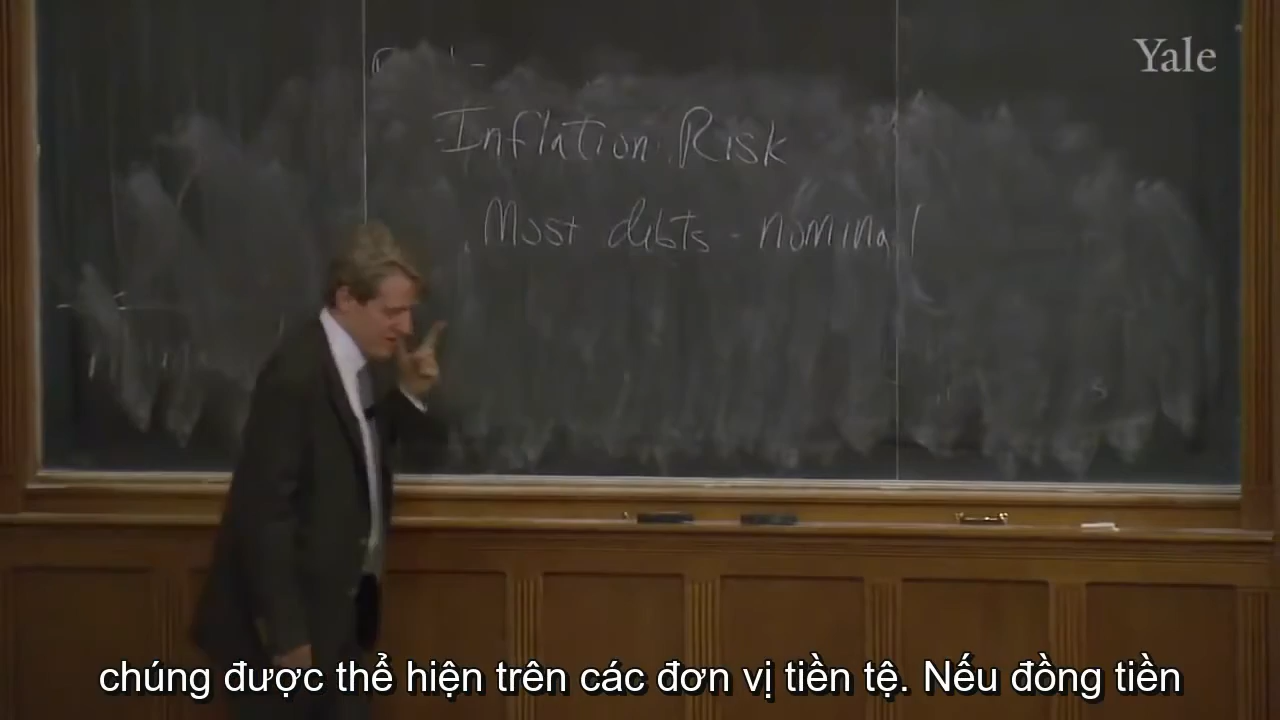 Yale
Inflation Risk
Most debts - nominal
chúng được thể hiện trên các đơn vị tiền tệ. Nếu đồng tiền